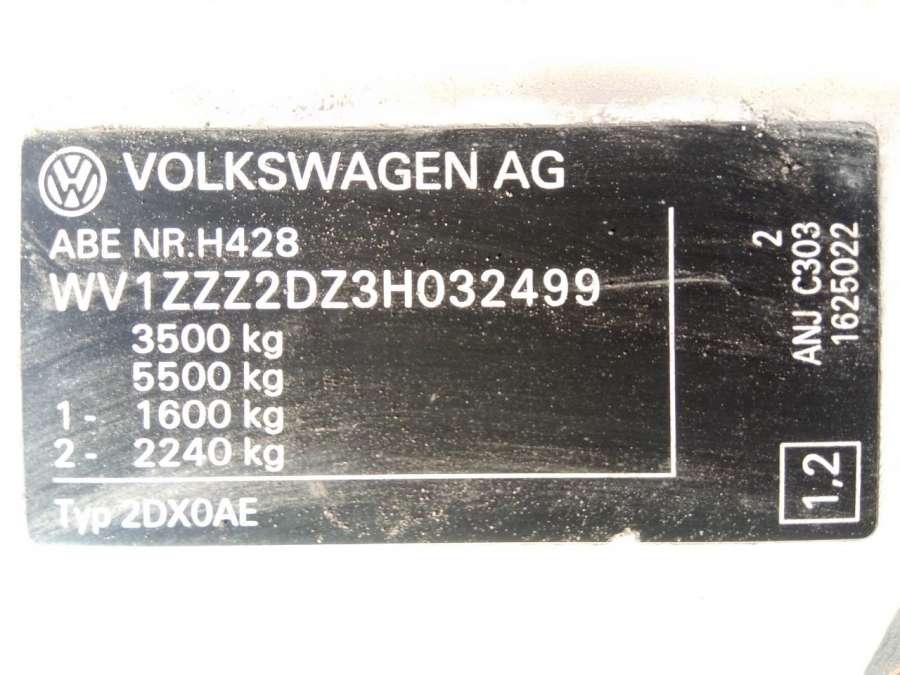 VOLKSWAGEN AG
ABE NR.H428
WV1ZZZ2DZ3H032499
3500 kg
5500 kg
1- 1600 kg
2- 2240 kg
Typ 2DX0AE
2
ANJ C303
1625022
1,2